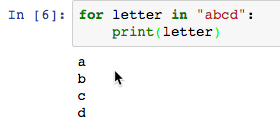 In [6]: for letter in "abcd":
    print(letter)
a
b
c
d